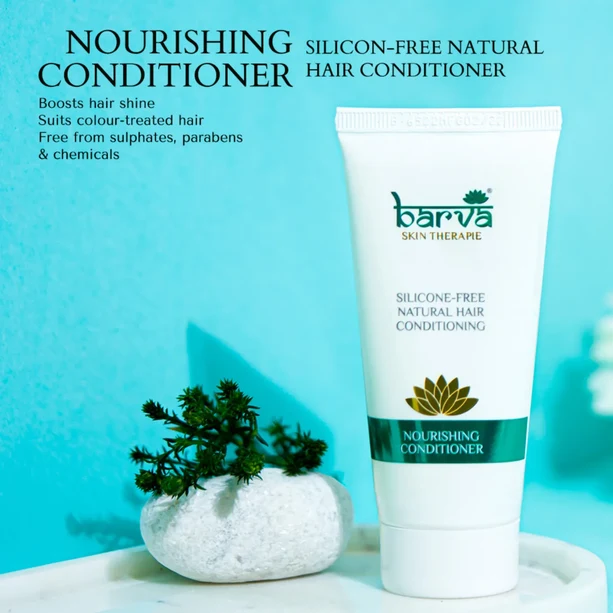 NOURISHING
CONDITIONER
SILICON-FREE NATURAL
HAIR CONDITIONER
Boosts hair shine
Suits colour-treated hair
Free from sulphates, parabens
& chemicals
barva®
SKIN THERAPIE
SILICONE-FREE
NATURAL HAIR
CONDITIONING
NOURISHING
CONDITIONER